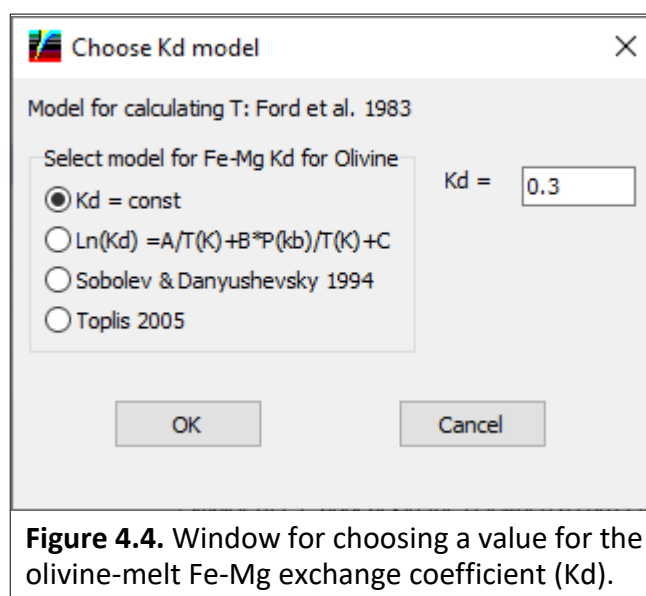 Choose Kd model
Model for calculating T: Ford et al. 1983
Select model for Fe-Mg Kd for Olivine
Kd = const
Ln(Kd) =A/T(K)+B*P(kb)/T(K)+C
Sobolev & Danyushevsky 1994
Toplis 2005
Kd =
0.3
OK
Cancel
Figure 4.4. Window for choosing a value for the
olivine-melt Fe-Mg exchange coefficient (Kd).